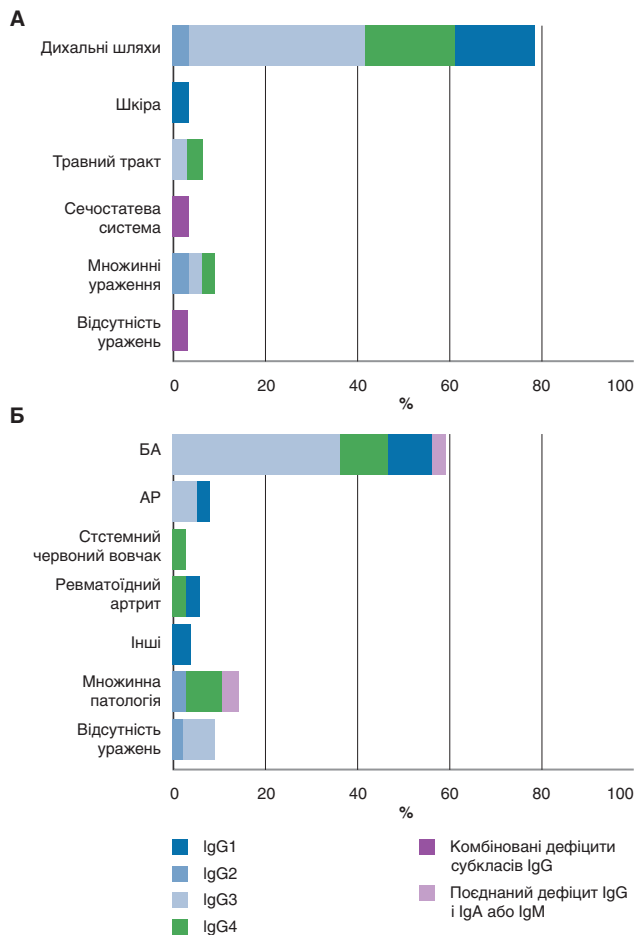 А
Дихальні шляхи
Шкіра
Травний тракт
Сечостатева
система
Множинні
ураження
Відсутність
уражень
0 20 40 60 80 100
%
Б
БА
АР
Стстемний
червоний вовчак
Ревматоїдний
артрит
Інші
Множинна
патологія
Відсутність
уражень
0 20 40 60 80 100
%
IgG1
IgG2
IgG3
IgG4
Комбіновані дефіцити
субкласів IgG
Поєднаний дефіцит IgG
і IgA або IgM